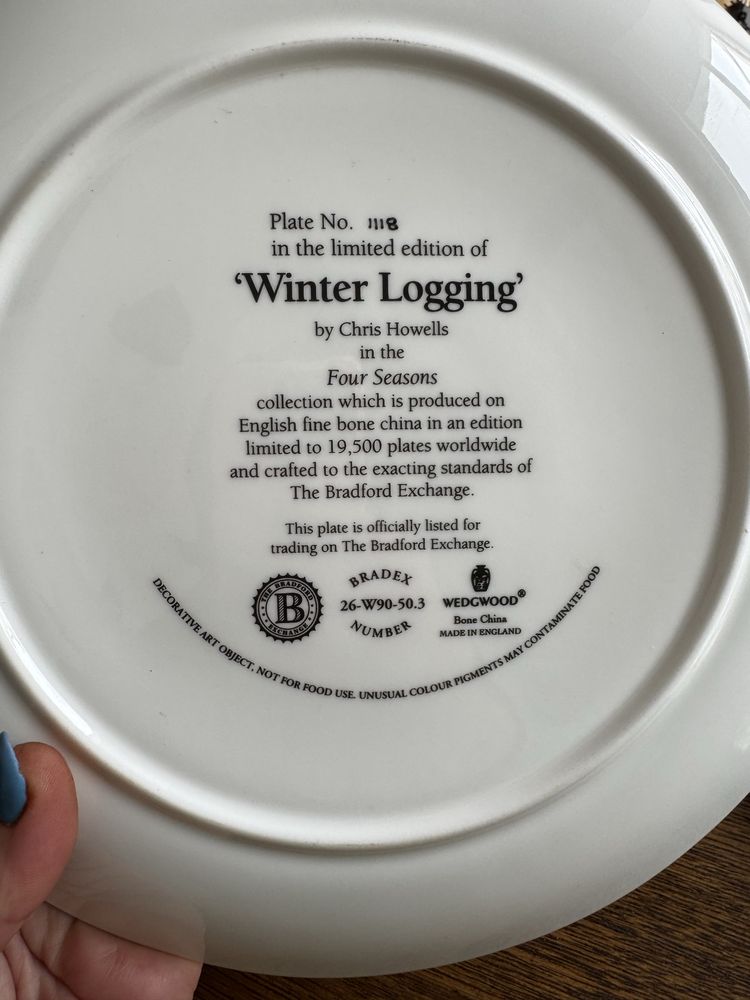 Plate No. 1118
in the limited edition of
‘Winter Logging’
by Chris Howells
in the
Four Seasons
collection which is produced on
English fine bone china in an edition
limited to 19,500 plates worldwide
and crafted to the exacting standards of
The Bradford Exchange.
This plate is officially listed for
trading on The Bradford Exchange.
THE BRADFORD
B
EXCHANGE
BRADEX
26-W90-50.3
NUMBER
WEDGWOOD®
Bone China
MADE IN ENGLAND
DECORATIVE ART OBJECT, NOT FOR FOOD USE. UNUSUAL COLOUR PIGMENTS MAY CONTAMINATE FOOD